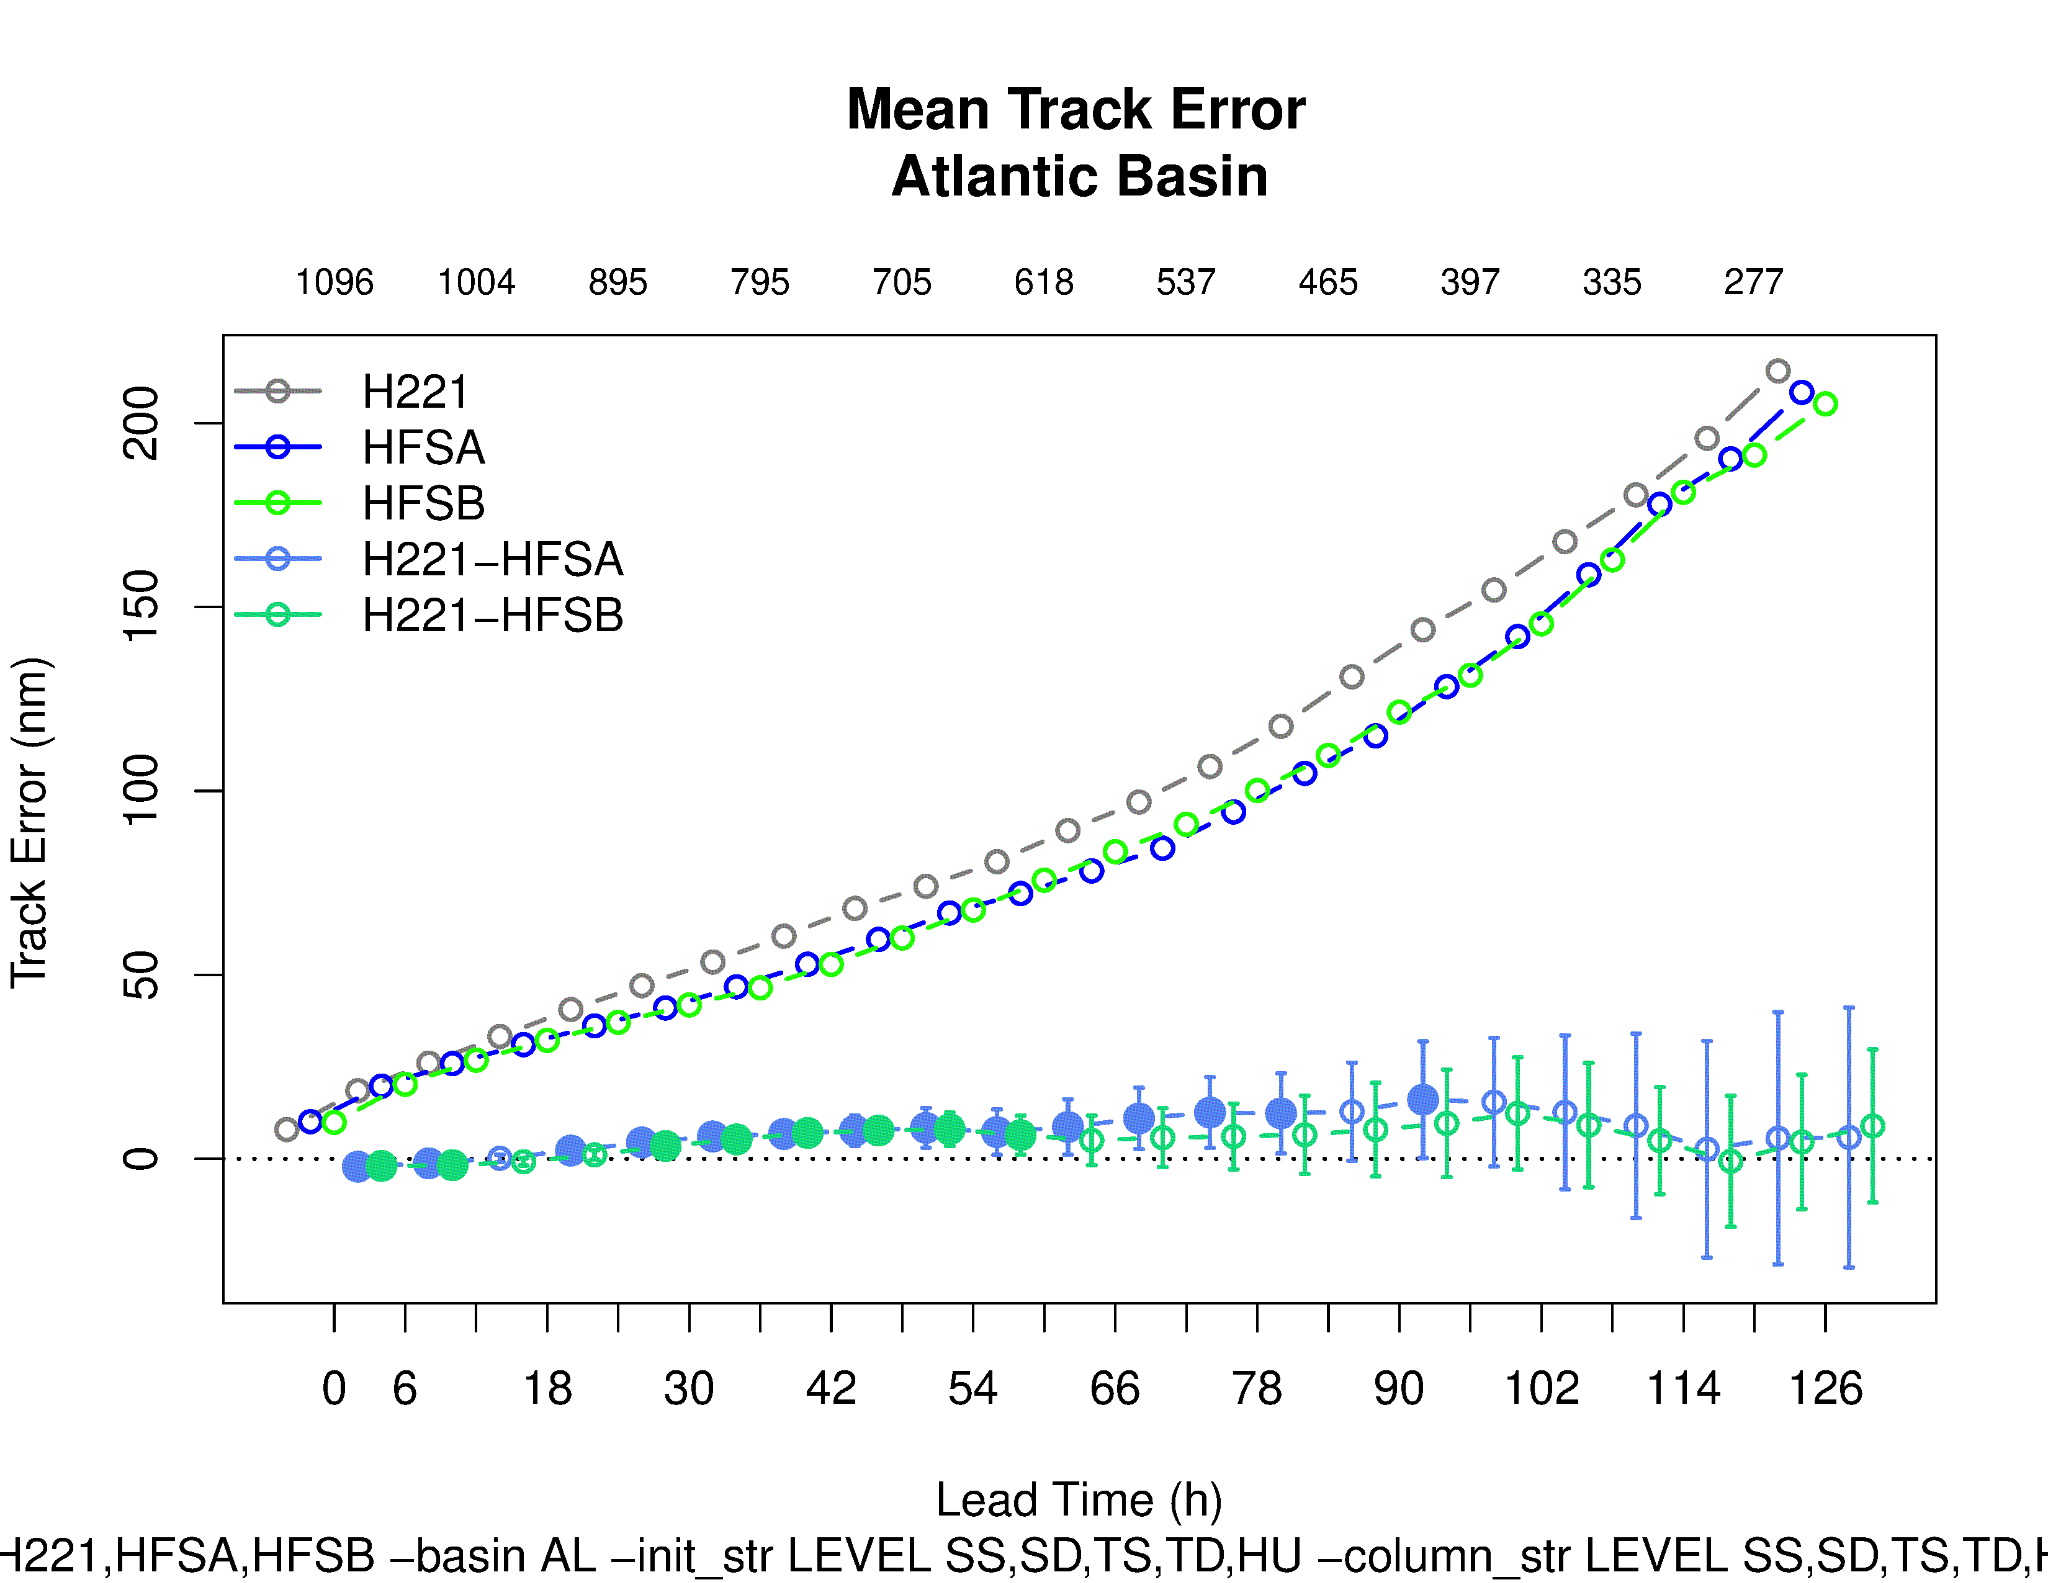 Mean Track Error
Atlantic Basin
1096 1004 895 795 705 618 537 465 397 335 277
H221
HFSA
HFSB
H221−HFSA
H221−HFSB
Track Error (nm)
200
150
100
50
0
0 6 18 30 42 54 66 78 90 102 114 126
Lead Time (h)
H221,HFSA,HFSB −basin AL −init_str LEVEL SS,SD,TS,TD,HU −column_str LEVEL SS,SD,TS,TD,